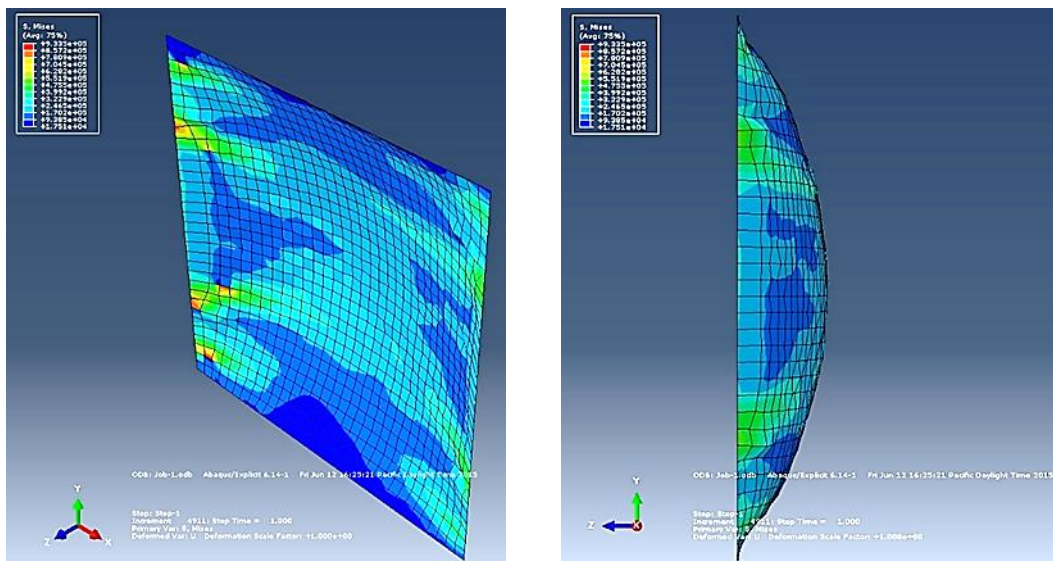 S, Mises
(Avg: 75%)
+9.335e+05
+8.572e+05
+7.809e+05
+7.045e+05
+6.282e+05
+5.519e+05
+4.755e+05
+3.992e+05
+3.229e+05
+2.465e+05
+1.702e+05
+9.385e+04
+1.751e+04
ODB: Job-1.odb Abaqus/Explicit 6.14-1 Fri Jun 12 16:25:21 Pacific Daylight Time 2015
Step: Step-1
Increment 4911: Step Time = 1.000
Primary Var: S, Mises
Deformed Var: U Deformation Scale Factor: +1.000e+00
Y
Z
X
S, Mises
(Avg: 75%)
+9.335e+05
+8.572e+05
+7.809e+05
+7.045e+05
+6.282e+05
+5.519e+05
+4.755e+05
+3.992e+05
+3.229e+05
+2.465e+05
+1.702e+05
+9.385e+04
+1.751e+04
ODB: Job-1.odb Abaqus/Explicit 6.14-1 Fri Jun 12 16:25:21 Pacific Daylight Time 2015
Step: Step-1
Increment 4911: Step Time = 1.000
Primary Var: S, Mises
Deformed Var: U Deformation Scale Factor: +1.000e+00
Y
Z
X